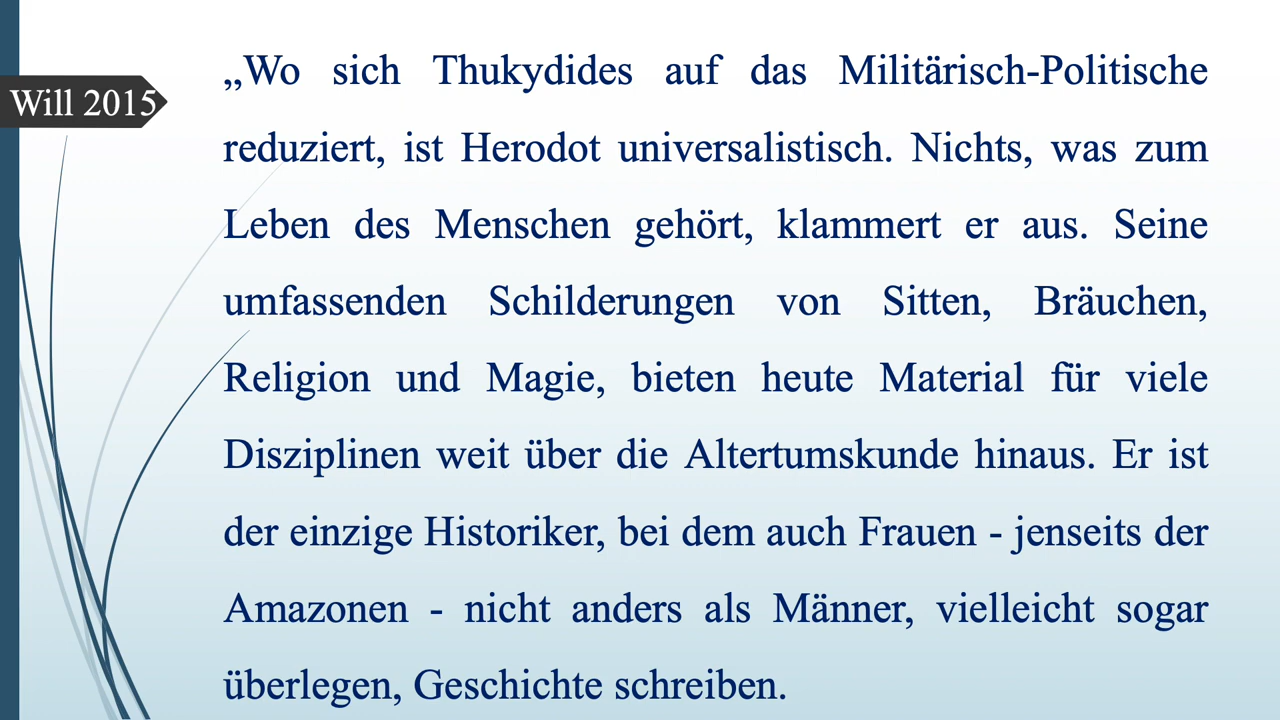 Will 2015
„Wo sich Thukydides auf das Militärisch-Politische
reduziert, ist Herodot universalistisch. Nichts, was zum
Leben des Menschen gehört, klammert er aus. Seine
umfassenden Schilderungen von Sitten, Bräuchen,
Religion und Magie, bieten heute Material für viele
Disziplinen weit über die Altertumskunde hinaus. Er ist
der einzige Historiker, bei dem auch Frauen - jenseits der
Amazonen - nicht anders als Männer, vielleicht sogar
überlegen, Geschichte schreiben.